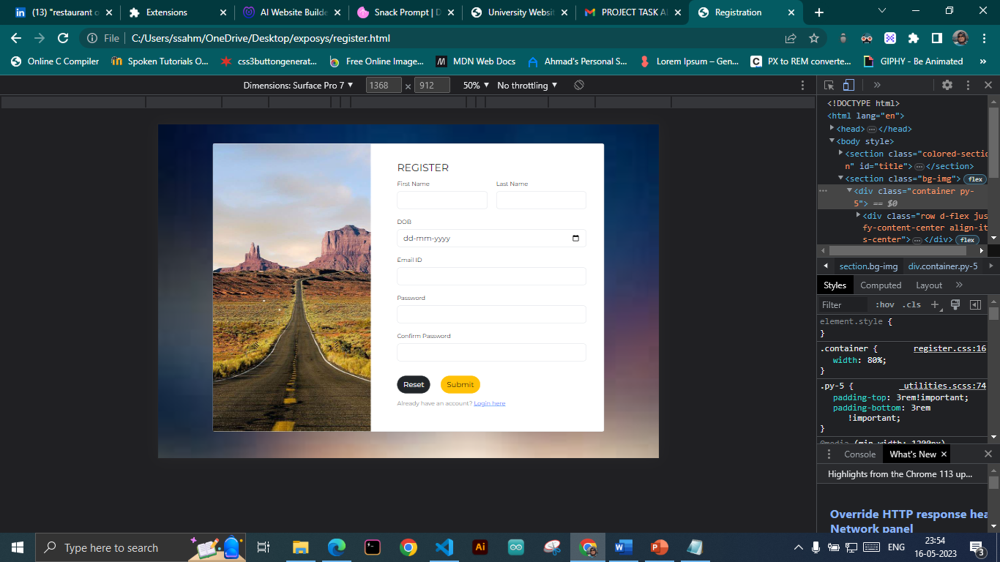 (13) "restaurant o
Extensions
AI Website Builde
Snack Prompt | D
University Websit
PROJECT TASK AL
Registration
File
C:/Users/ssahm/OneDrive/Desktop/exposys/register.html
Online C Compiler
Spoken Tutorials O...
css3buttongenerat...
Free Online Image...
MDN Web Docs
Ahmad's Personal S...
Lorem Ipsum – Gen...
PX to REM converte...
GIPHY - Be Animated
»
Dimensions: Surface Pro 7 ▼ 1368 × 912 50% ▼ No throttling ▼
REGISTER
First Name Last Name
DOB
dd-mm-yyyy
Email ID
Password
Confirm Password
Reset Submit
Already have an account? Login here
<!DOCTYPE html>
<html lang="en">
<head> ... </head>
<body style>
<section class="colored-sectio
n" id="title"> ... </section>
<section class="bg-img"> flex
<div class="container py-
5"> == $0
<div class="row d-flex jus
fy-content-center align-it
s-center"> ... </div> flex
section.bg-img div.container.py-5
Styles Computed Layout »
Filter :hov .cls +
element.style {
}
.container { register.css:16
width: 80%;
}
.py-5 { _utilities.scss:74
padding-top: 3rem!important;
padding-bottom: 3rem
!important;
}
@media (min-width: 1200px)
Console What's New ×
Highlights from the Chrome 113 up...
Override HTTP response hea
Network panel
Type here to search
ENG
23:54
16-05-2023
3